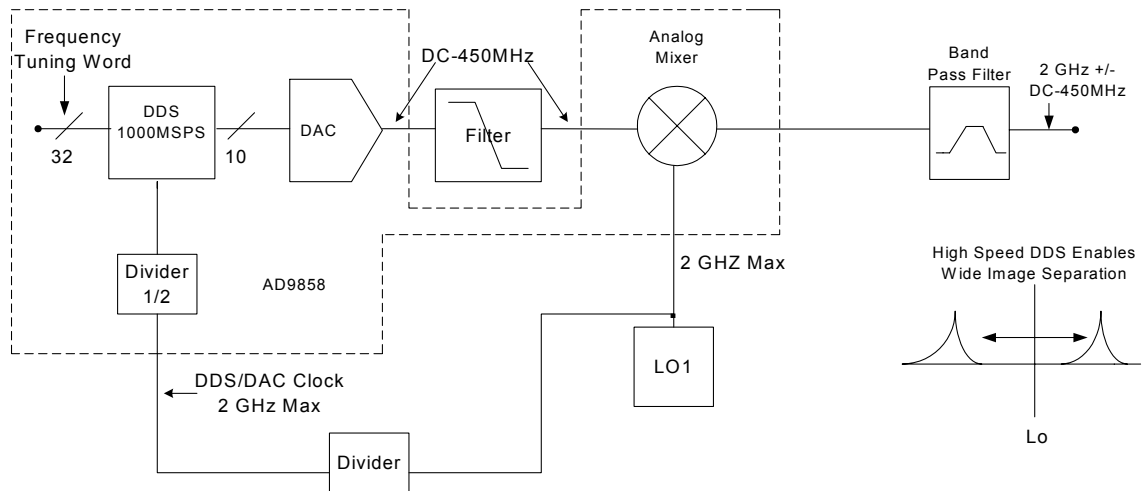 Frequency
Tuning Word
32
DDS
1000MSPS
10
DAC
DC-450MHz
Filter
Analog
Mixer
Band
Pass Filter
2 GHz +/-
DC-450MHz
Divider
1/2
AD9858
2 GHZ Max
LO1
DDS/DAC Clock
2 GHz Max
Divider
High Speed DDS Enables
Wide Image Separation
Lo